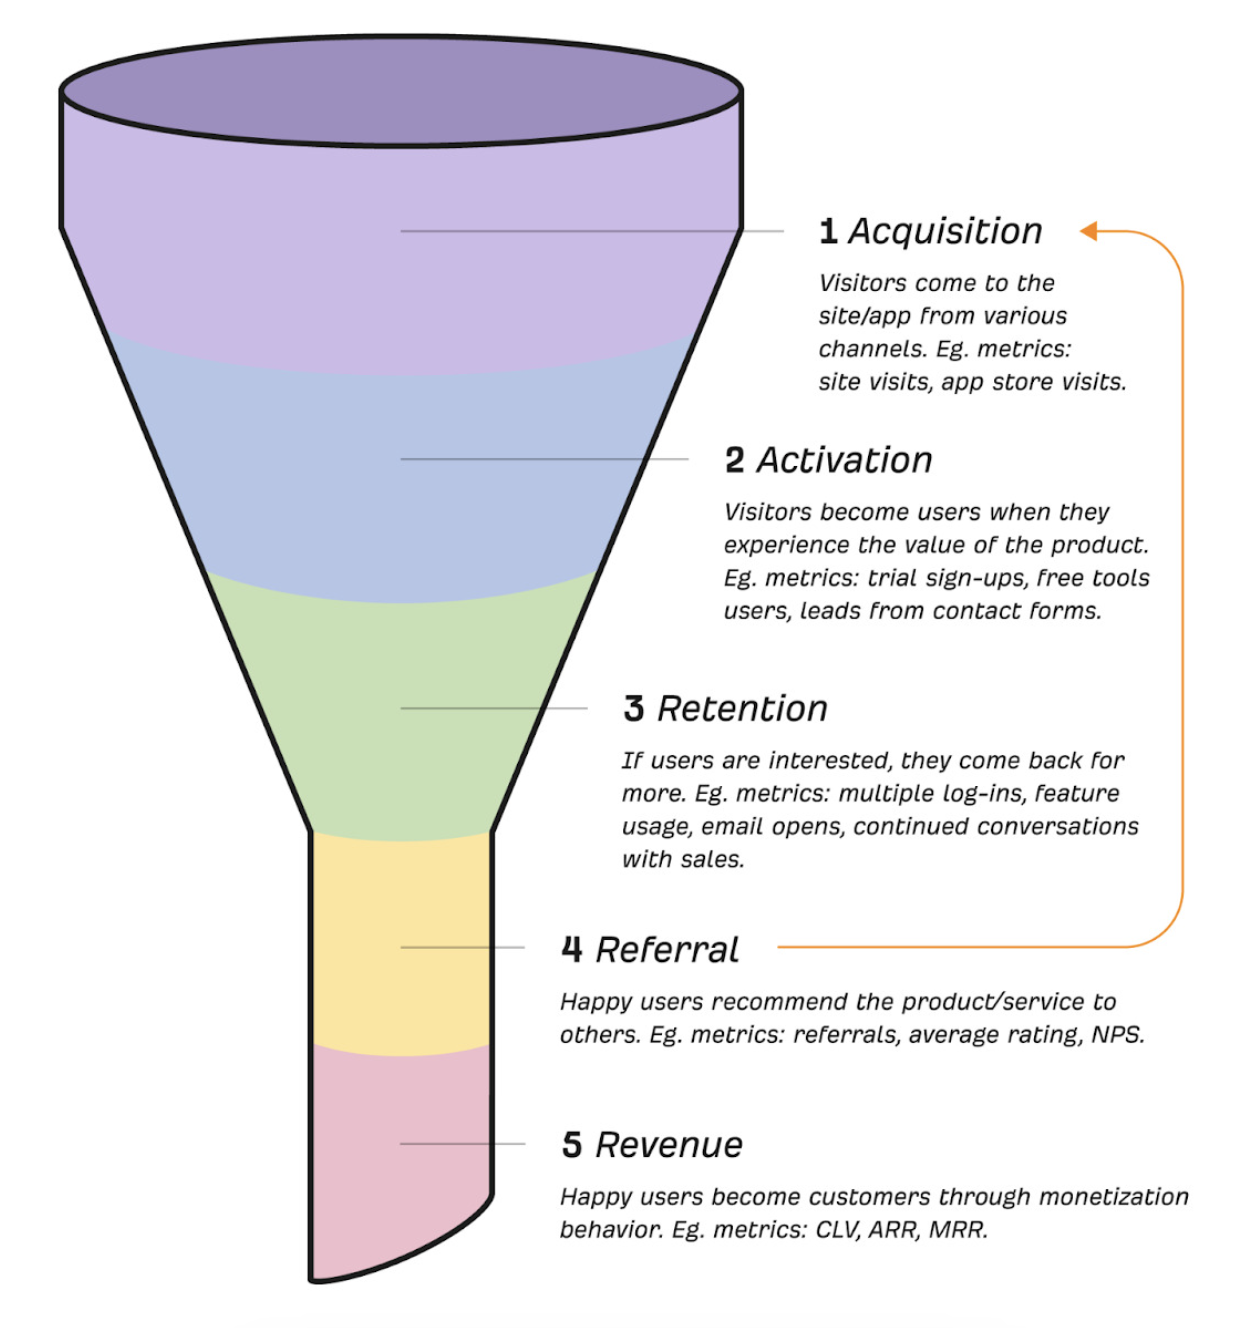 1 Acquisition
Visitors come to the
site/app from various
channels. Eg. metrics:
site visits, app store visits.
2 Activation
Visitors become users when they
experience the value of the product.
Eg. metrics: trial sign-ups, free tools
users, leads from contact forms.
3 Retention
If users are interested, they come back for
more. Eg. metrics: multiple log-ins, feature
usage, email opens, continued conversations
with sales.
4 Referral
Happy users recommend the product/service to
others. Eg. metrics: referrals, average rating, NPS.
5 Revenue
Happy users become customers through monetization
behavior. Eg. metrics: CLV, ARR, MRR.